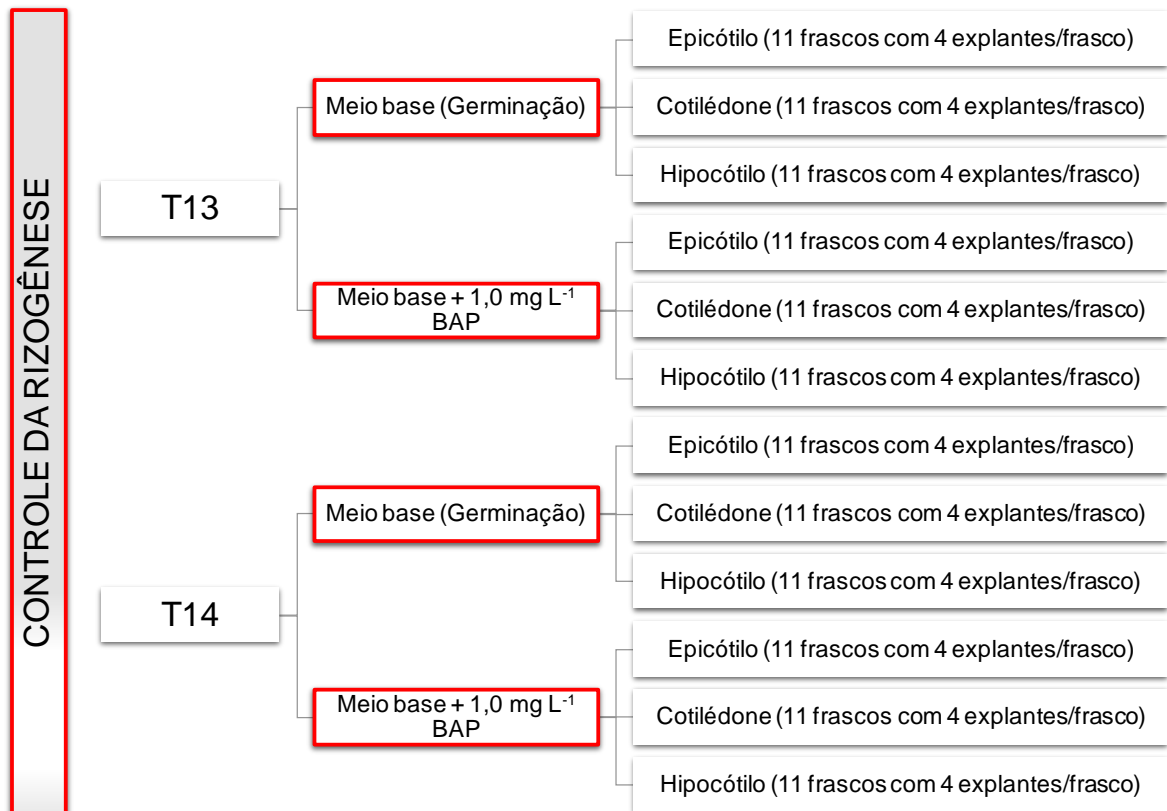 CONTROLE DA RIZOGÊNESE
T13
Meio base (Germinação)
Epicótilo (11 frascos com 4 explantes/frasco)
Cotilédone (11 frascos com 4 explantes/frasco)
Hipocótilo (11 frascos com 4 explantes/frasco)
Meio base + 1,0 mg L⁻¹
BAP
Epicótilo (11 frascos com 4 explantes/frasco)
Cotilédone (11 frascos com 4 explantes/frasco)
Hipocótilo (11 frascos com 4 explantes/frasco)
T14
Meio base (Germinação)
Epicótilo (11 frascos com 4 explantes/frasco)
Cotilédone (11 frascos com 4 explantes/frasco)
Hipocótilo (11 frascos com 4 explantes/frasco)
Meio base + 1,0 mg L⁻¹
BAP
Epicótilo (11 frascos com 4 explantes/frasco)
Cotilédone (11 frascos com 4 explantes/frasco)
Hipocótilo (11 frascos com 4 explantes/frasco)